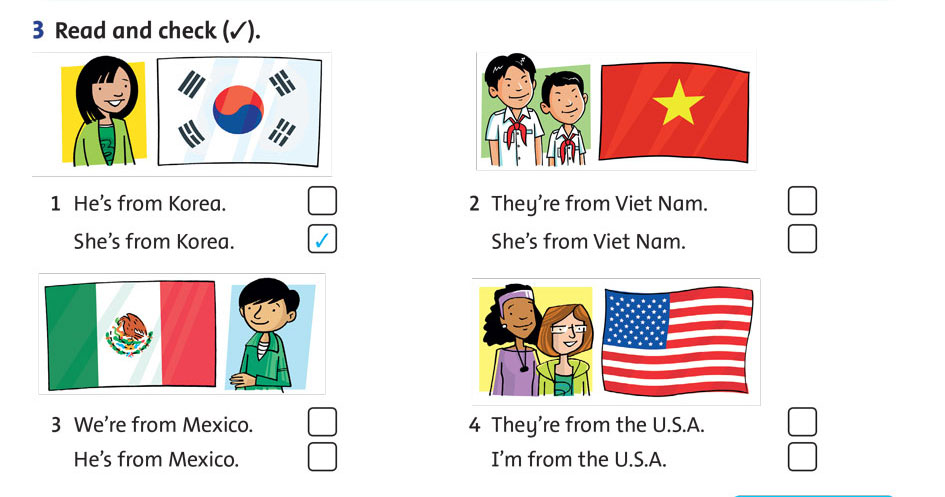 3 Read and check (✓).
1 He's from Korea.
She's from Korea. ✓
2 They're from Viet Nam.
She's from Viet Nam.
3 We're from Mexico.
He's from Mexico.
4 They're from the U.S.A.
I'm from the U.S.A.